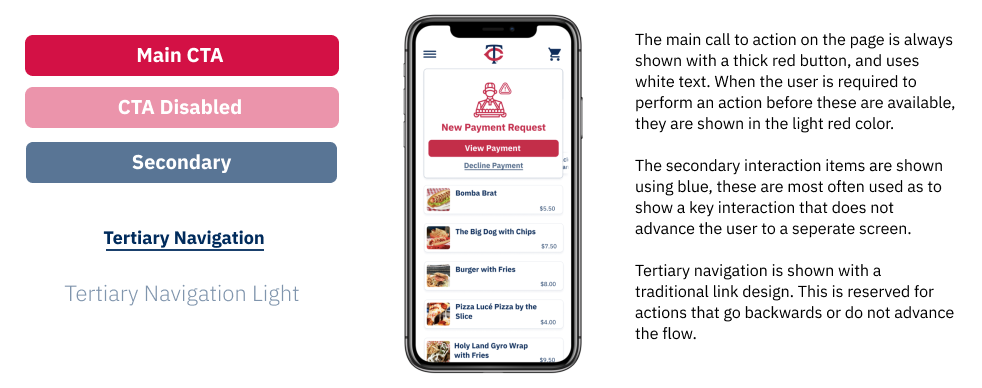 Main CTA
CTA Disabled
Secondary
Tertiary Navigation
Tertiary Navigation Light
TC
New Payment Request
View Payment
Decline Payment
Bomba Brat
$5.50
The Big Dog with Chips
$7.50
Burger with Fries
$8.00
Pizza Lucé Pizza by the
Slice
$4.00
Holy Land Gyro Wrap
with Fries
$9.50
The main call to action on the page is always
shown with a thick red button, and uses
white text. When the user is required to
perform an action before these are available,
they are shown in the light red color.
The secondary interaction items are shown
using blue, these are most often used as to
show a key interaction that does not
advance the user to a seperate screen.
Tertiary navigation is shown with a
traditional link design. This is reserved for
actions that go backwards or do not advance
the flow.